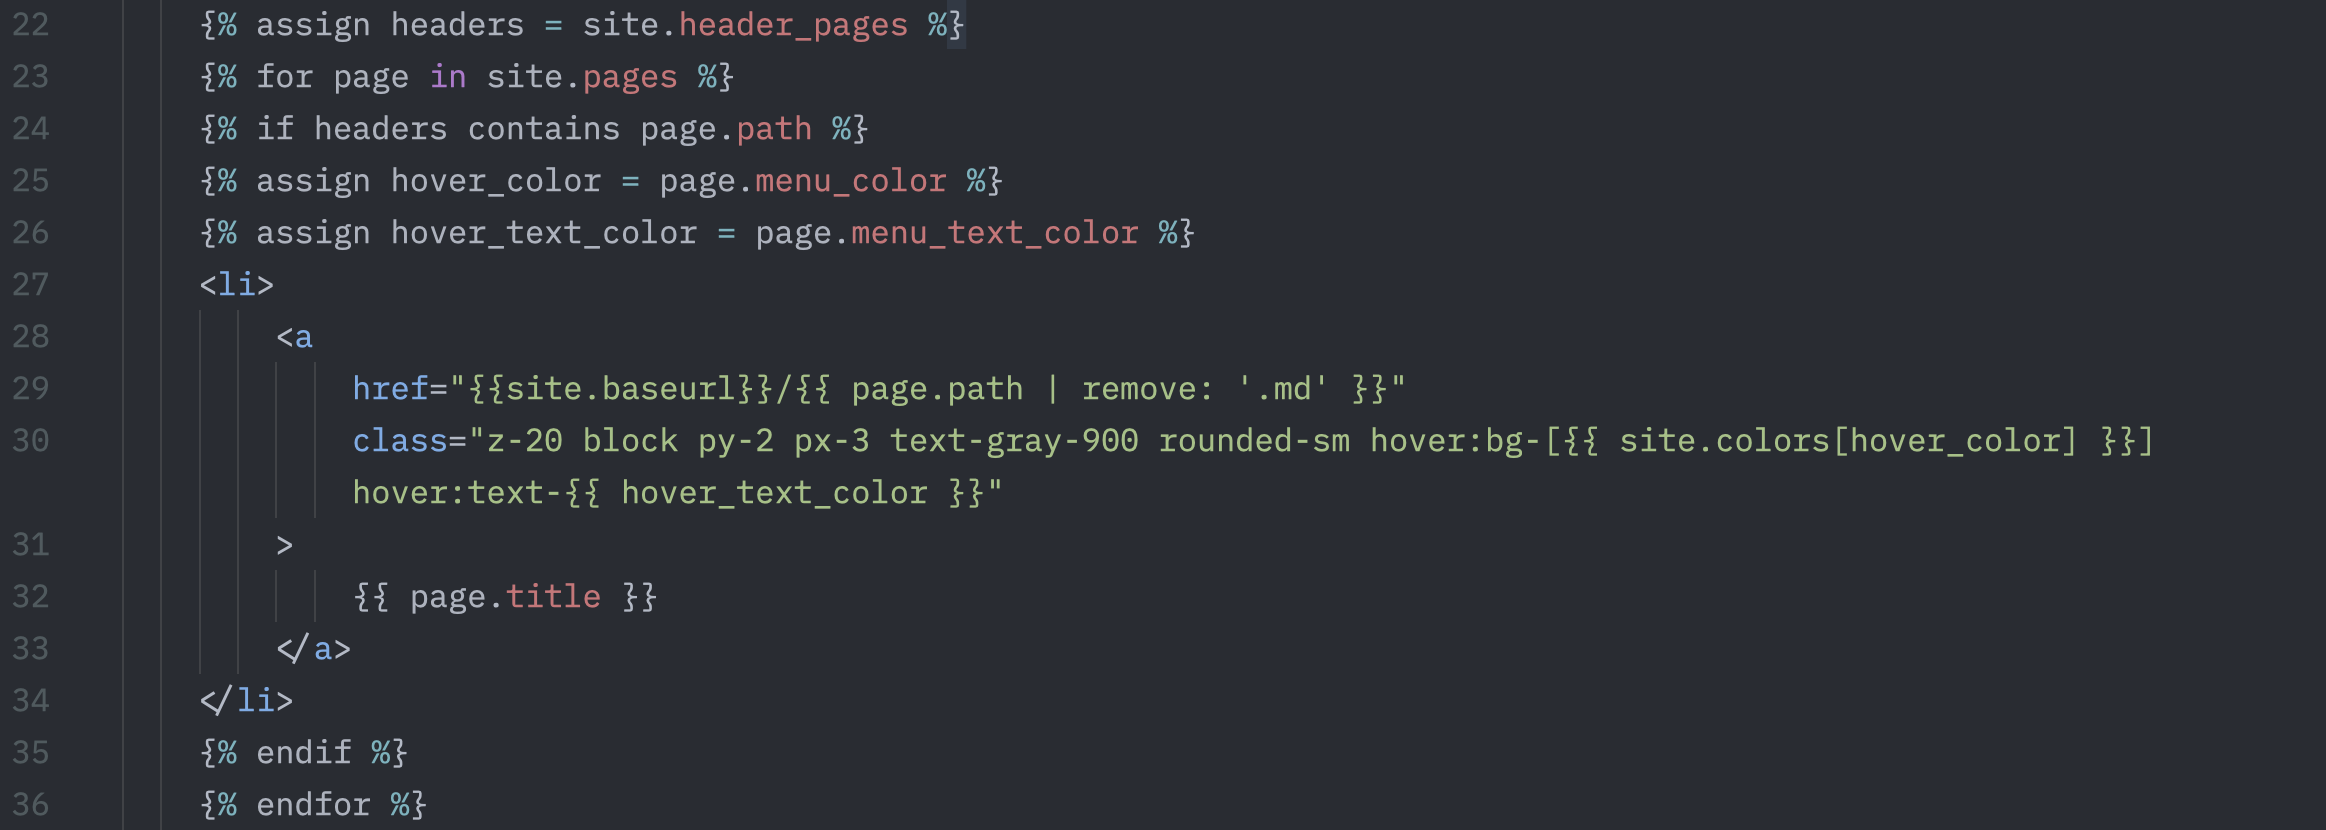 22 {% assign headers = site.header_pages %}
23 {% for page in site.pages %}
24 {% if headers contains page.path %}
25 {% assign hover_color = page.menu_color %}
26 {% assign hover_text_color = page.menu_text_color %}
27 <li>
28 <a
29 href="{{site.baseurl}}/{{ page.path | remove: '.md' }}"
30 class="z-20 block py-2 px-3 text-gray-900 rounded-sm hover:bg-[{{ site.colors[hover_color] }}]
hover:text-{{ hover_text_color }}"
31 >
32 {{ page.title }}
33 </a>
34 </li>
35 {% endif %}
36 {% endfor %}